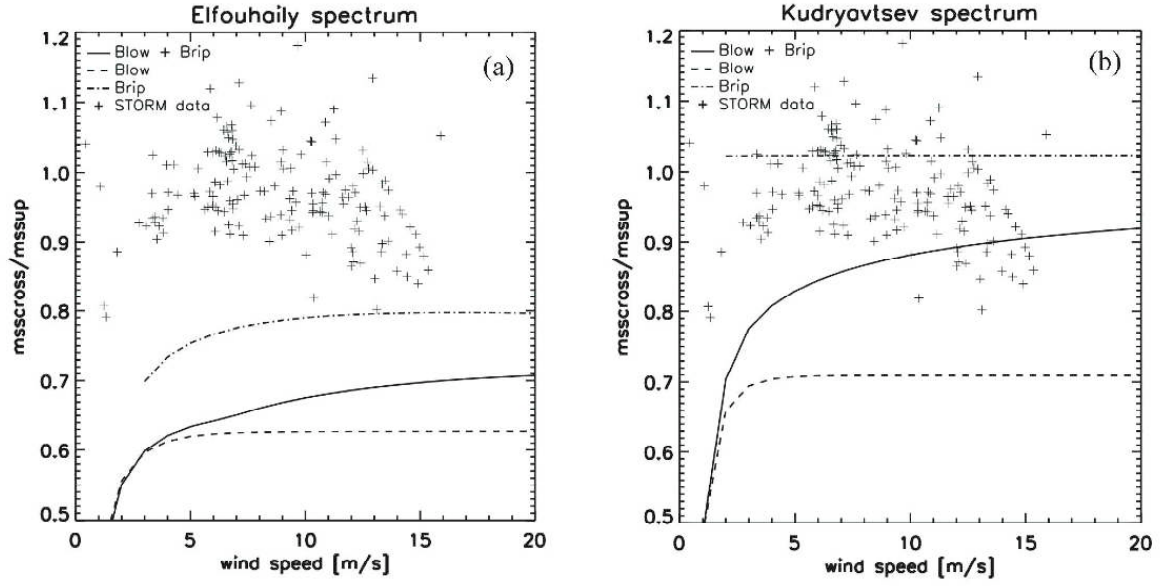 Elfouhaily spectrum
1.2
1.1
1.0
0.9
0.8
0.7
0.6
0.5
msscross/mssup
Blow + Brip
Blow
Brip
STORM data
(a)
0 5 10 15 20
wind speed [m/s]
Kudryavtsev spectrum
1.2
1.1
1.0
0.9
0.8
0.7
0.6
0.5
msscross/mssup
Blow + Brip
Blow
Brip
STORM data
(b)
0 5 10 15 20
wind speed [m/s]